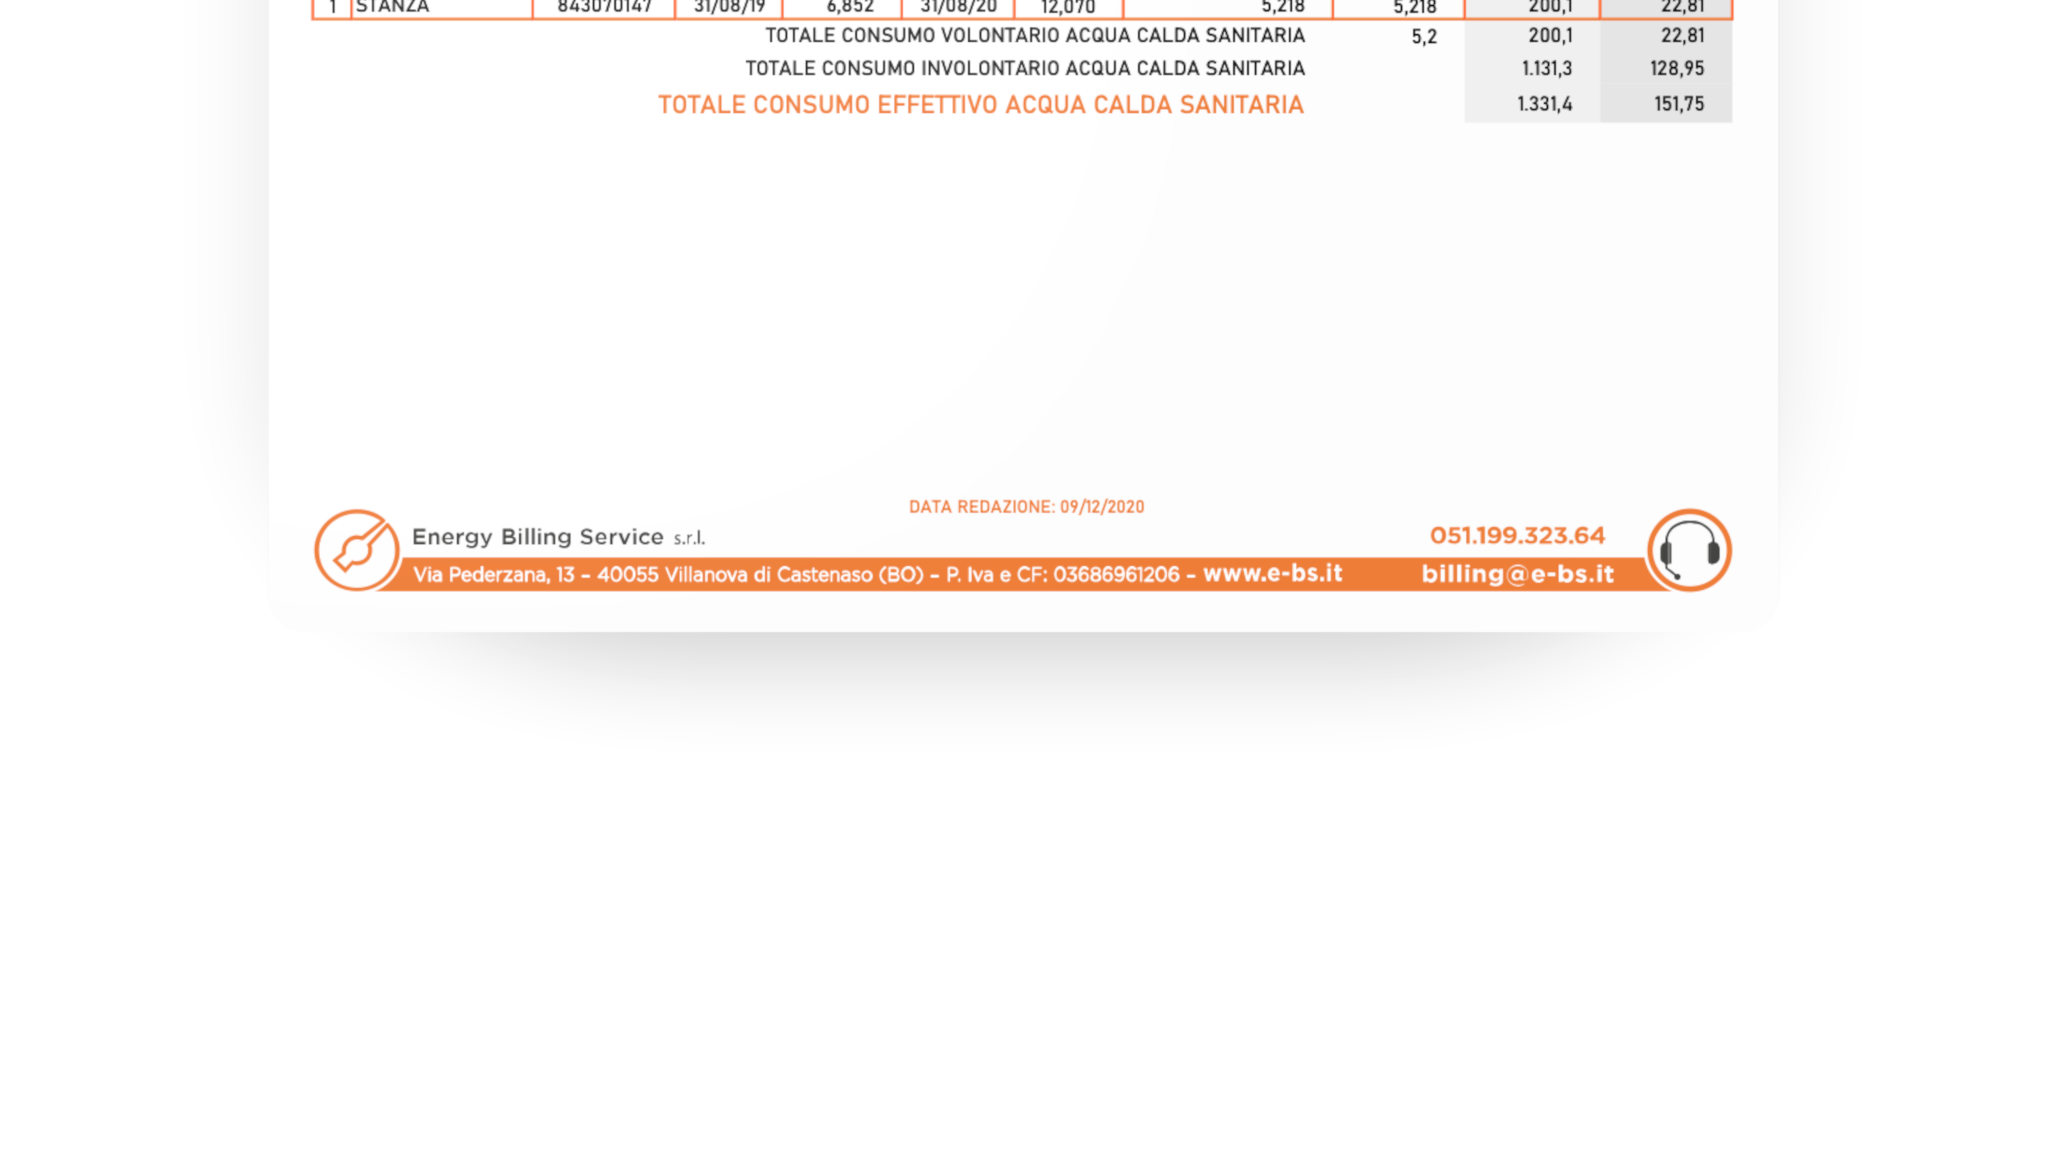 1 STANZA 843070147 31/08/19 6,852 31/08/20 12,070 5,218 5,218 200,1 22,81
TOTALE CONSUMO VOLONTARIO ACQUA CALDA SANITARIA 5,2 200,1 22,81
TOTALE CONSUMO INVOLONTARIO ACQUA CALDA SANITARIA 1.131,3 128,95
TOTALE CONSUMO EFFETTIVO ACQUA CALDA SANITARIA 1.331,4 151,75
DATA REDAZIONE: 09/12/2020
Energy Billing Service s.r.l. 051.199.323.64
Via Pederzana, 13 – 40055 Villanova di Castenaso (BO) – P. Iva e CF: 03686961206 – www.e-bs.it billing@e-bs.it